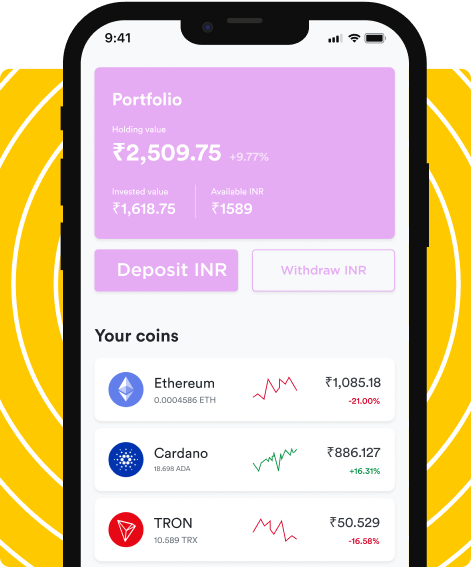 9:41
Portfolio
Holding value
₹2,509.75 +9.77%
Invested value Available INR
₹1,618.75 ₹1589
Deposit INR Withdraw INR
Your coins
Ethereum ₹1,085.18
0.0004586 ETH -21.00%
Cardano ₹886.127
18.698 ADA +16.31%
TRON ₹50.529
10.589 TRX -16.58%